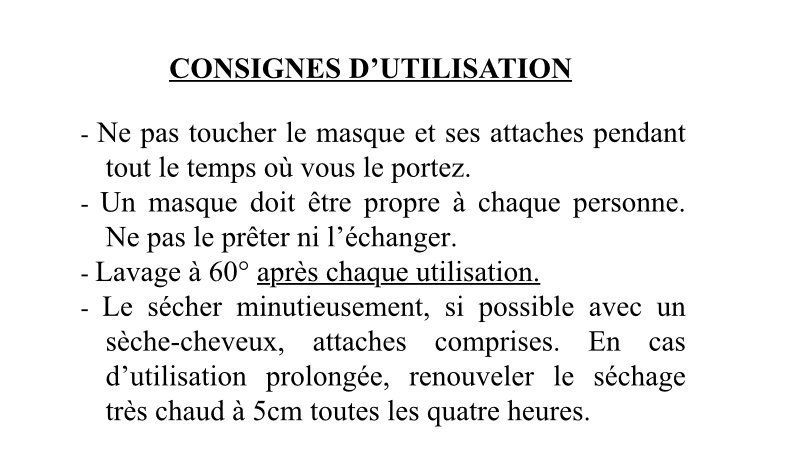 CONSIGNES D’UTILISATION
- Ne pas toucher le masque et ses attaches pendant
tout le temps où vous le portez.
- Un masque doit être propre à chaque personne.
Ne pas le prêter ni l’échanger.
- Lavage à 60° après chaque utilisation.
- Le sécher minutieusement, si possible avec un
sèche-cheveux, attaches comprises. En cas
d’utilisation prolongée, renouveler le séchage
très chaud à 5cm toutes les quatre heures.